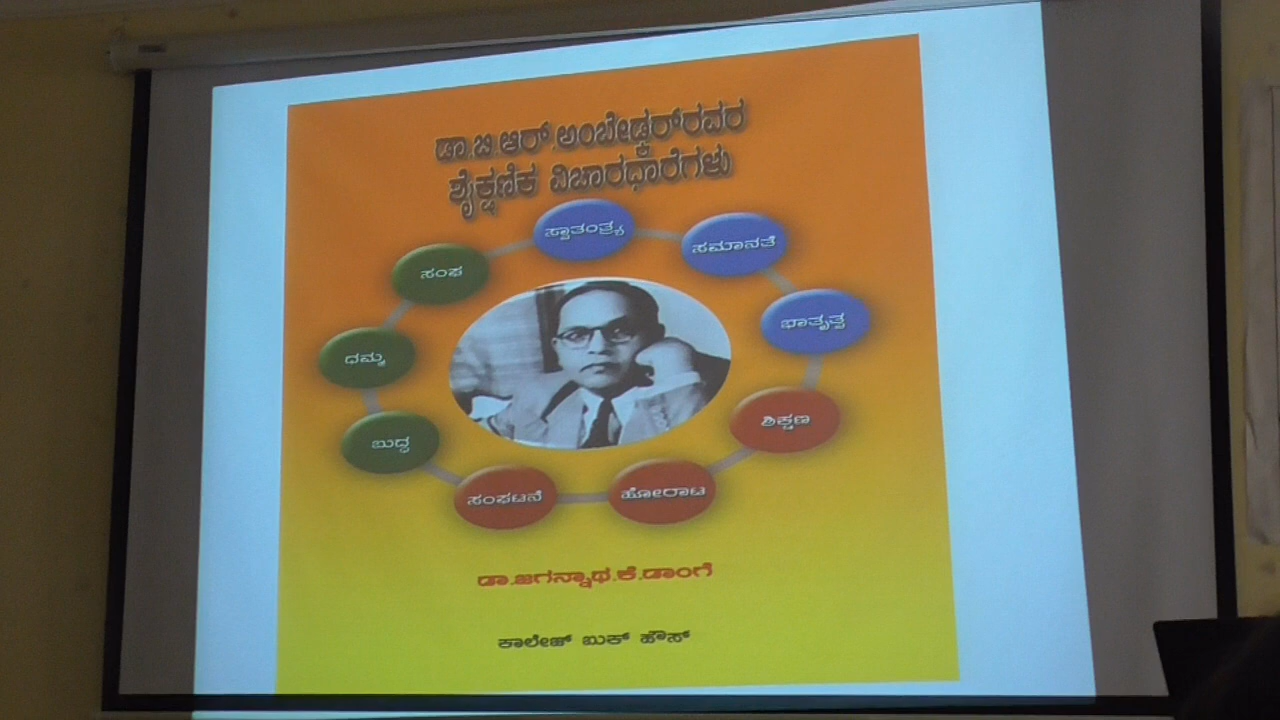 ಡಾ.ಬಿ.ಆರ್.ಅಂಬೇಡ್ಕರ್‌ರವರ
ಶೈಕ್ಷಣಿಕ ವಿಚಾರಧಾರೆಗಳು
ಸ್ವಾತಂತ್ರ್ಯ
ಸಮಾನತೆ
ಭಾತೃತ್ವ
ಶಿಕ್ಷಣ
ಹೋರಾಟ
ಸಂಘಟನೆ
ಬುದ್ಧ
ಧಮ್ಮ
ಸಂಘ
ಡಾ.ಜಗನ್ನಾಥ.ಕೆ.ಡಾಂಗೆ
ಕಾಲೇಜ್ ಬುಕ್ ಹೌಸ್